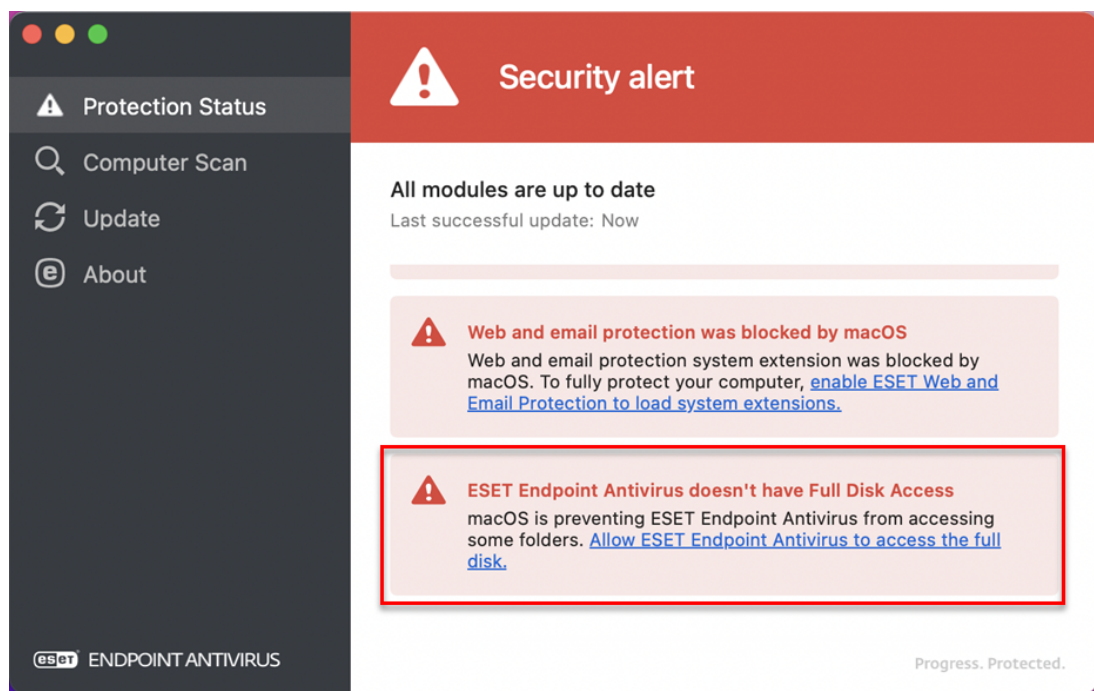 Security alert
Protection Status
Computer Scan
Update
About
All modules are up to date
Last successful update: Now
Web and email protection was blocked by macOS
Web and email protection system extension was blocked by
macOS. To fully protect your computer, enable ESET Web and
Email Protection to load system extensions.
ESET Endpoint Antivirus doesn't have Full Disk Access
macOS is preventing ESET Endpoint Antivirus from accessing
some folders. Allow ESET Endpoint Antivirus to access the full
disk.
eset ENDPOINT ANTIVIRUS
Progress. Protected.